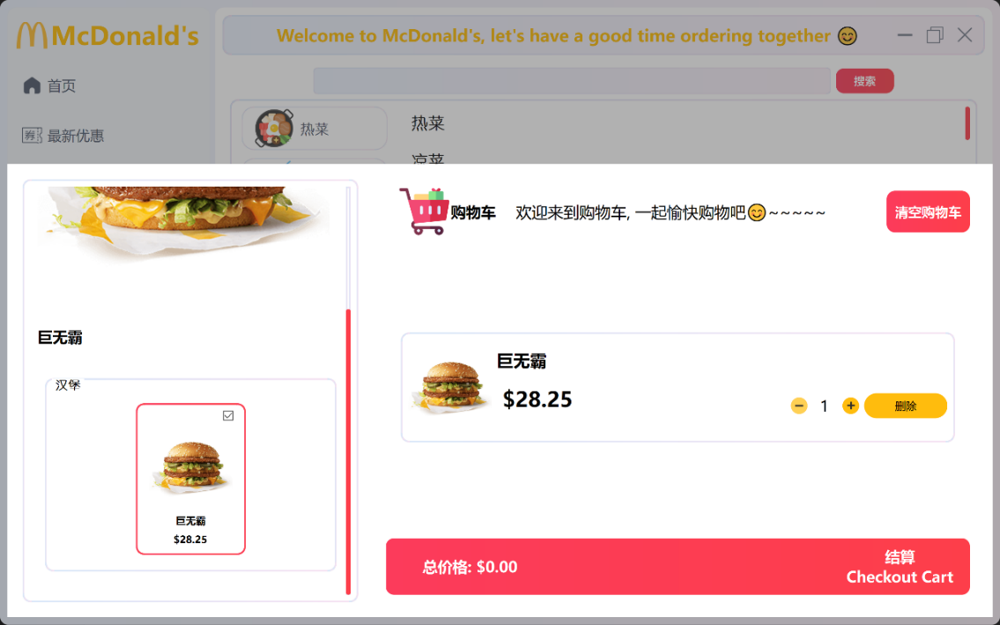 McDonald's
Welcome to McDonald's, let's have a good time ordering together 😊
首页
搜索
券
最新优惠
热菜
热菜
凉菜
购物车
欢迎来到购物车, 一起愉快购物吧😊~~~~~
清空购物车
巨无霸
汉堡
巨无霸
$28.25
巨无霸
$28.25
1
删除
总价格: $0.00
结算
Checkout Cart